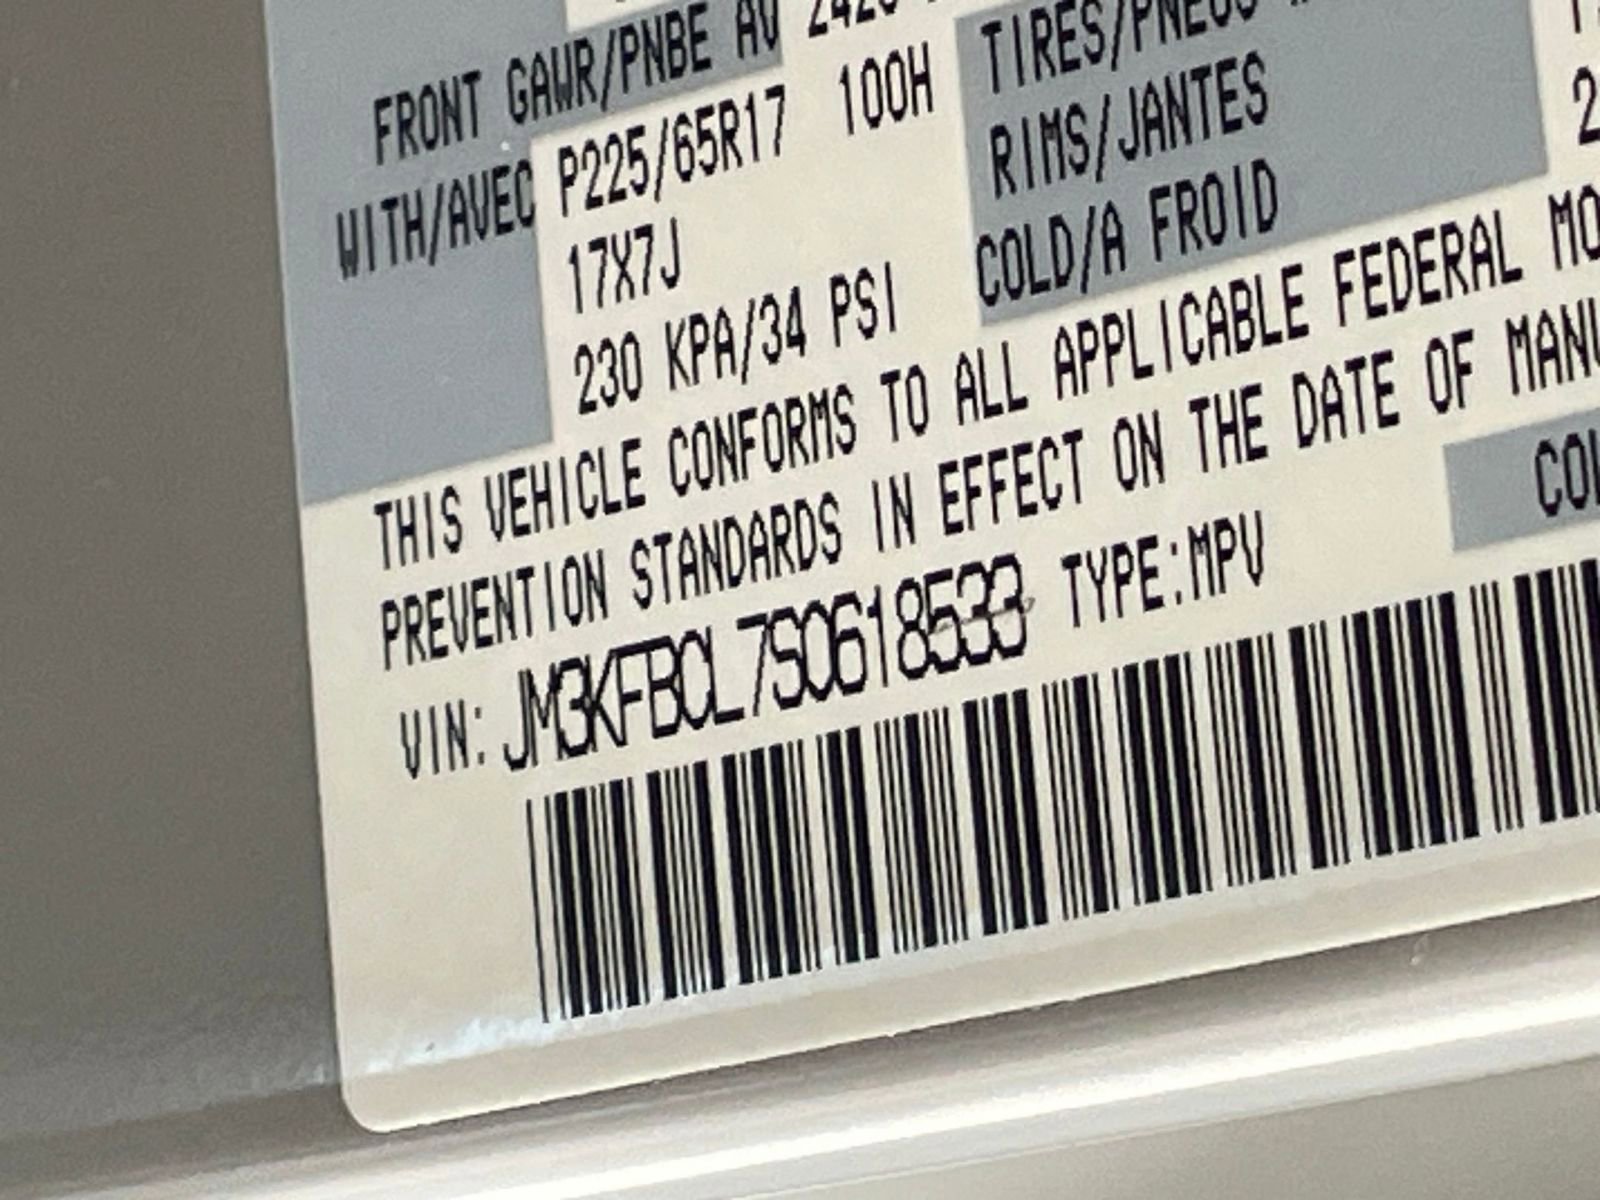 FRONT GAWR/PNBE AV
WITH/AVEC P225/65R17 100H TIRES/PNEUS
17X7J RIMS/JANTES
230 KPA/34 PSI COLD/A FROID
THIS VEHICLE CONFORMS TO ALL APPLICABLE FEDERAL MO
PREVENTION STANDARDS IN EFFECT ON THE DATE OF MANU
VIN: JM3KFBCL7S0618533 TYPE:MPV COL